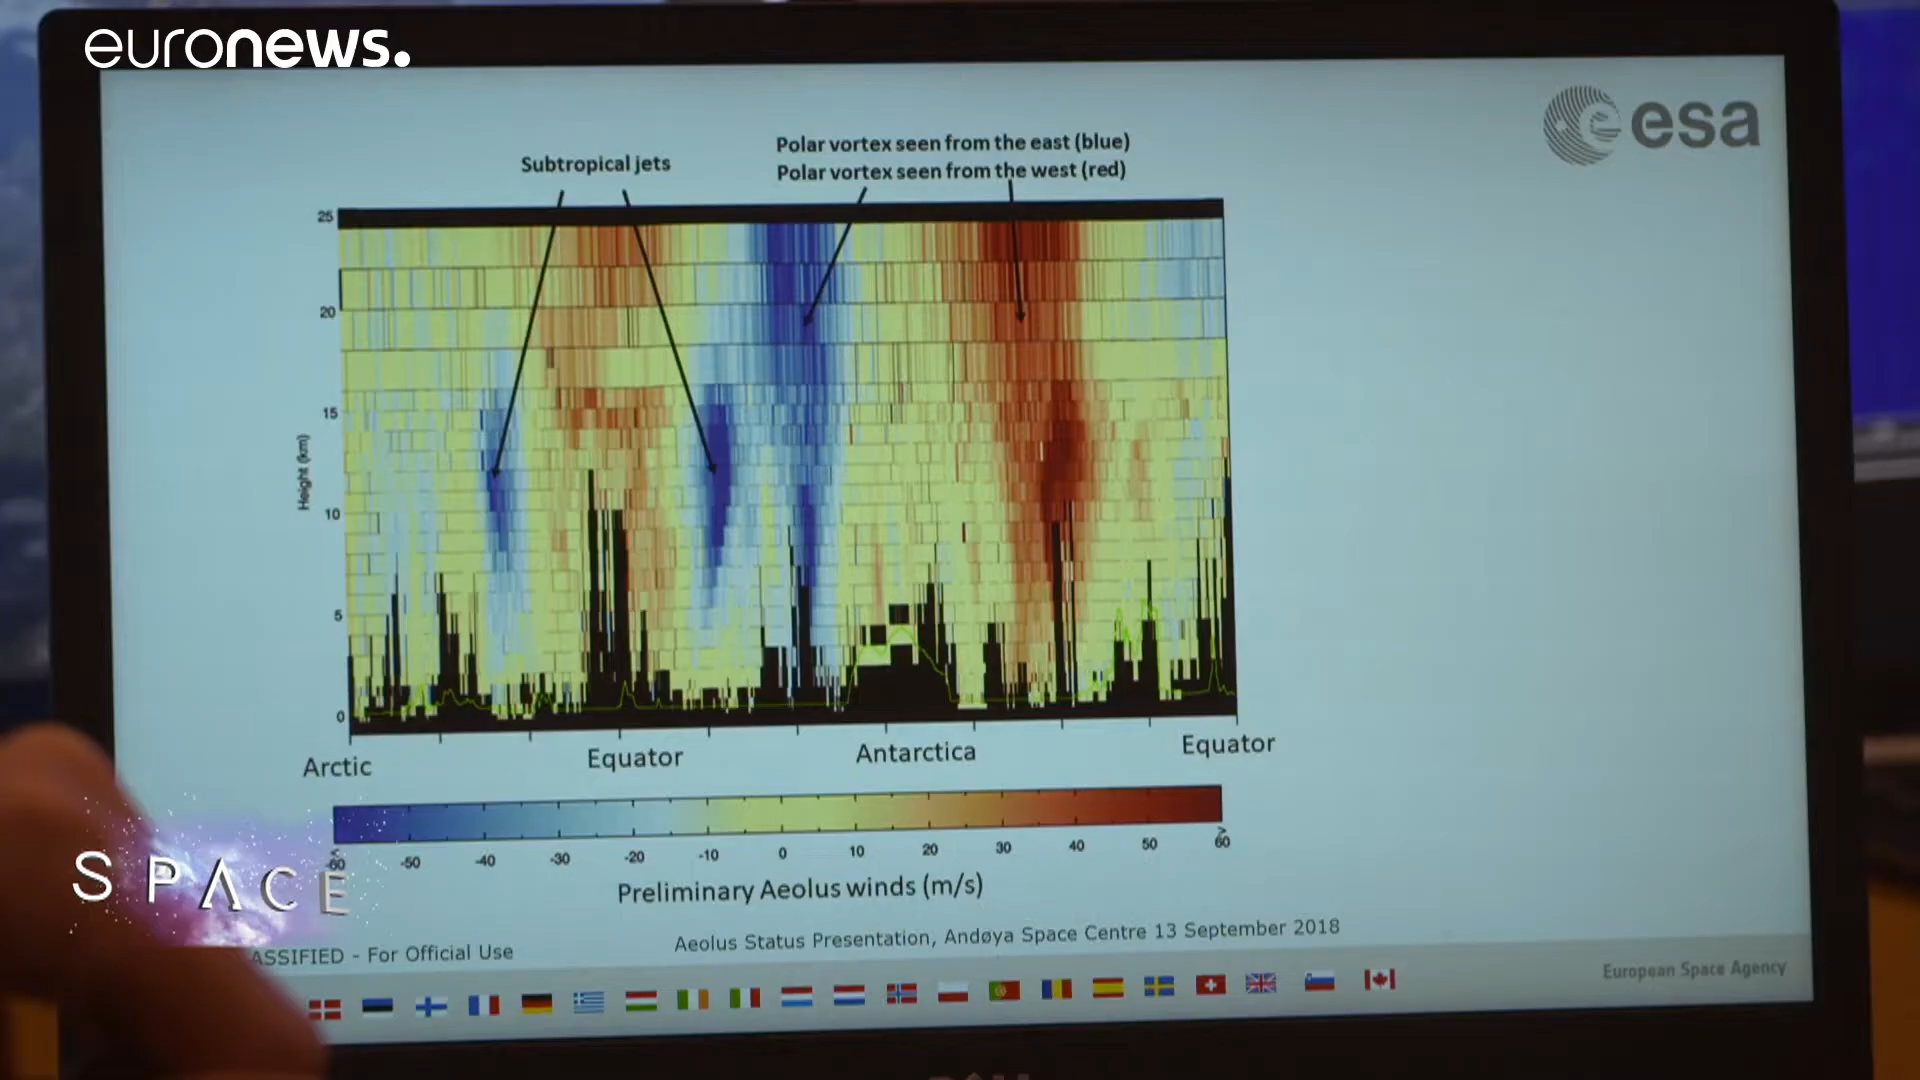 euronews.
esa
Subtropical jets
Polar vortex seen from the east (blue)
Polar vortex seen from the west (red)
25
20
15
10
5
0
Height (km)
Arctic
Equator
Antarctica
Equator
-60 -50 -40 -30 -20 -10 0 10 20 30 40 50 60
Preliminary Aeolus winds (m/s)
SPACE
Aeolus Status Presentation, Andøya Space Centre 13 September 2018
ASSIFIED - For Official Use
European Space Agency